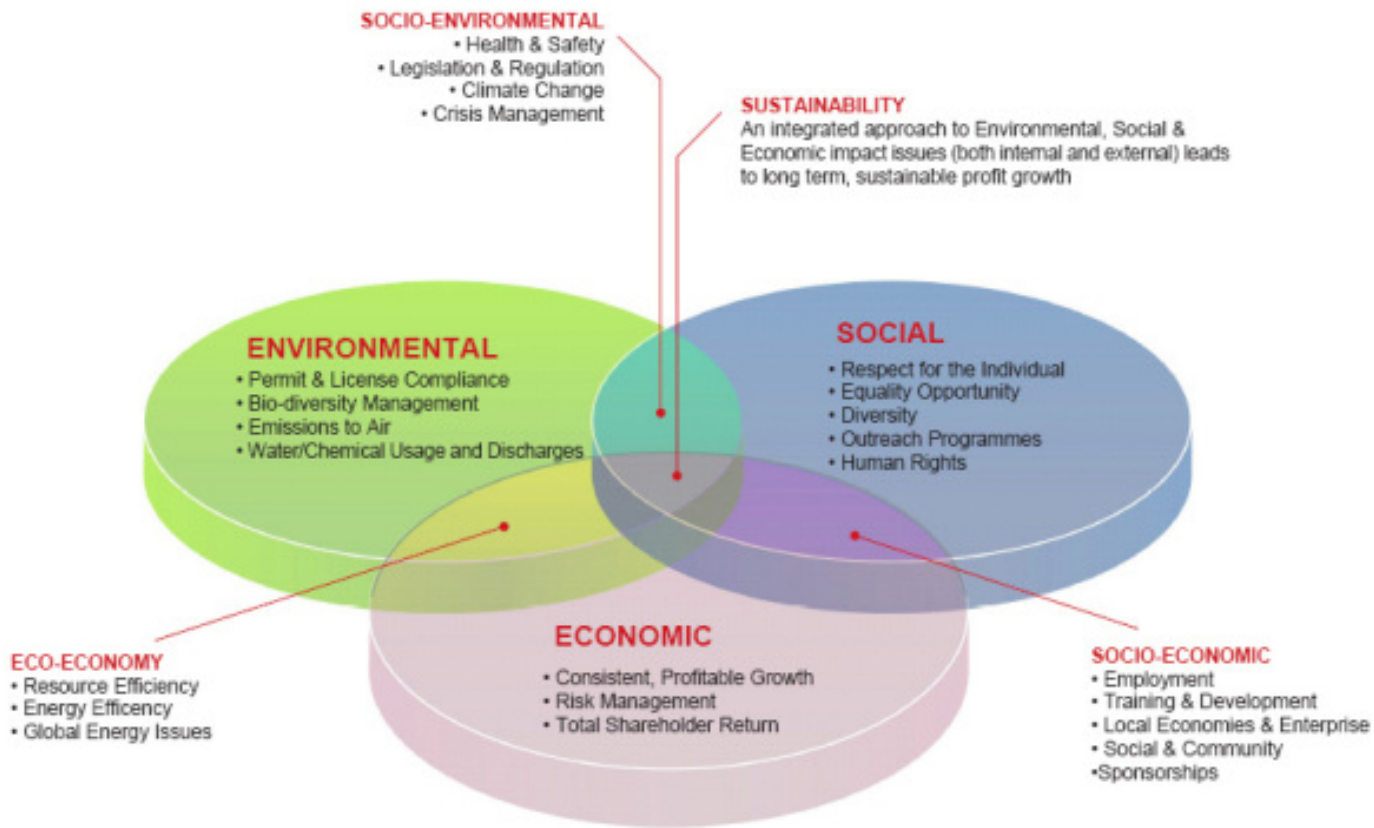 SOCIO-ENVIRONMENTAL
• Health & Safety
• Legislation & Regulation
• Climate Change
• Crisis Management
SUSTAINABILITY
An integrated approach to Environmental, Social &
Economic impact issues (both internal and external) leads
to long term, sustainable profit growth
ENVIRONMENTAL
• Permit & License Compliance
• Bio-diversity Management
• Emissions to Air
• Water/Chemical Usage and Discharges
SOCIAL
• Respect for the Individual
• Equality Opportunity
• Diversity
• Outreach Programmes
• Human Rights
ECONOMIC
• Consistent, Profitable Growth
• Risk Management
• Total Shareholder Return
ECO-ECONOMY
• Resource Efficiency
• Energy Efficency
• Global Energy Issues
SOCIO-ECONOMIC
• Employment
• Training & Development
• Local Economies & Enterprise
• Social & Community
•Sponsorships